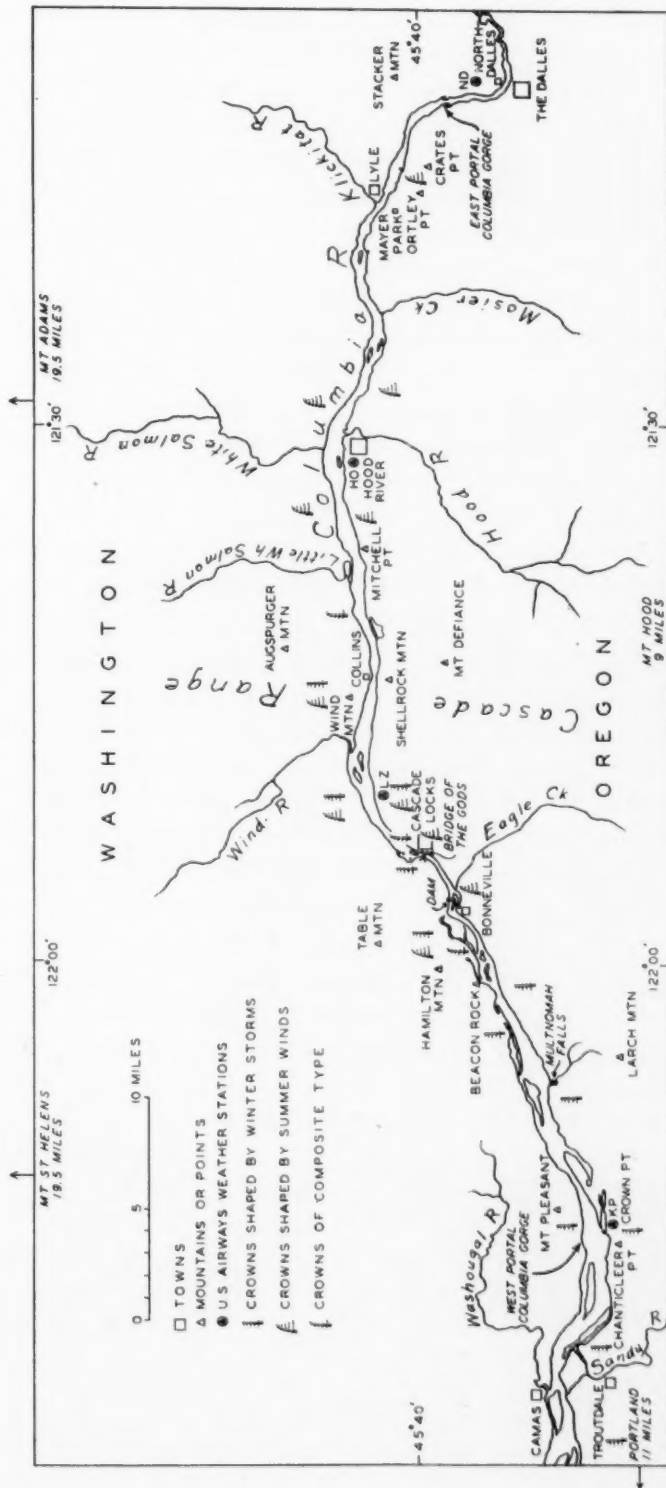 MT ST HELENS
19.5 MILES
MT ADAMS
19.5 MILES
122°00'
121°30'
WASHINGTON
0 5 10 MILES
TOWNS
MOUNTAINS OR POINTS
US AIRWAYS WEATHER STATIONS
CROWNS SHAPED BY WINTER STORMS
CROWNS SHAPED BY SUMMER WINDS
CROWNS OF COMPOSITE TYPE
White Salmon
R
Little Wh Salmon
R
Klickitat
R
Wind R
AUGSPURGER
MTN
Range
Cascade
Columbia R
STACKER
MTN
LYLE
MAYER
PARK
ORTLEY
PT
CRATES
PT
EAST PORTAL
COLUMBIA GORGE
ND
NORTH
DALLES
THE DALLES
45°40'
45°40'
Mosier Ck
HO
HOOD
RIVER
Hood R
MITCHELL
PT
COLLINS
WIND
MTN
SHELLROCK MTN
MT DEFIANCE
LZ
CASCADE
LOCKS
BRIDGE OF
THE GODS
TABLE
MTN
DAM
BONNEVILLE
Eagle Ck
HAMILTON
MTN
BEACON ROCK
MULTNOMAH
FALLS
LARCH MTN
Washougal R
MT PLEASANT
WEST PORTAL
COLUMBIA GORGE
KP
CROWN PT
CHANTICLEER
PT
Sandy
R
CAMAS
TROUTDALE
PORTLAND
11 MILES
OREGON
122°00'
MT HOOD
9 MILES
121°30'